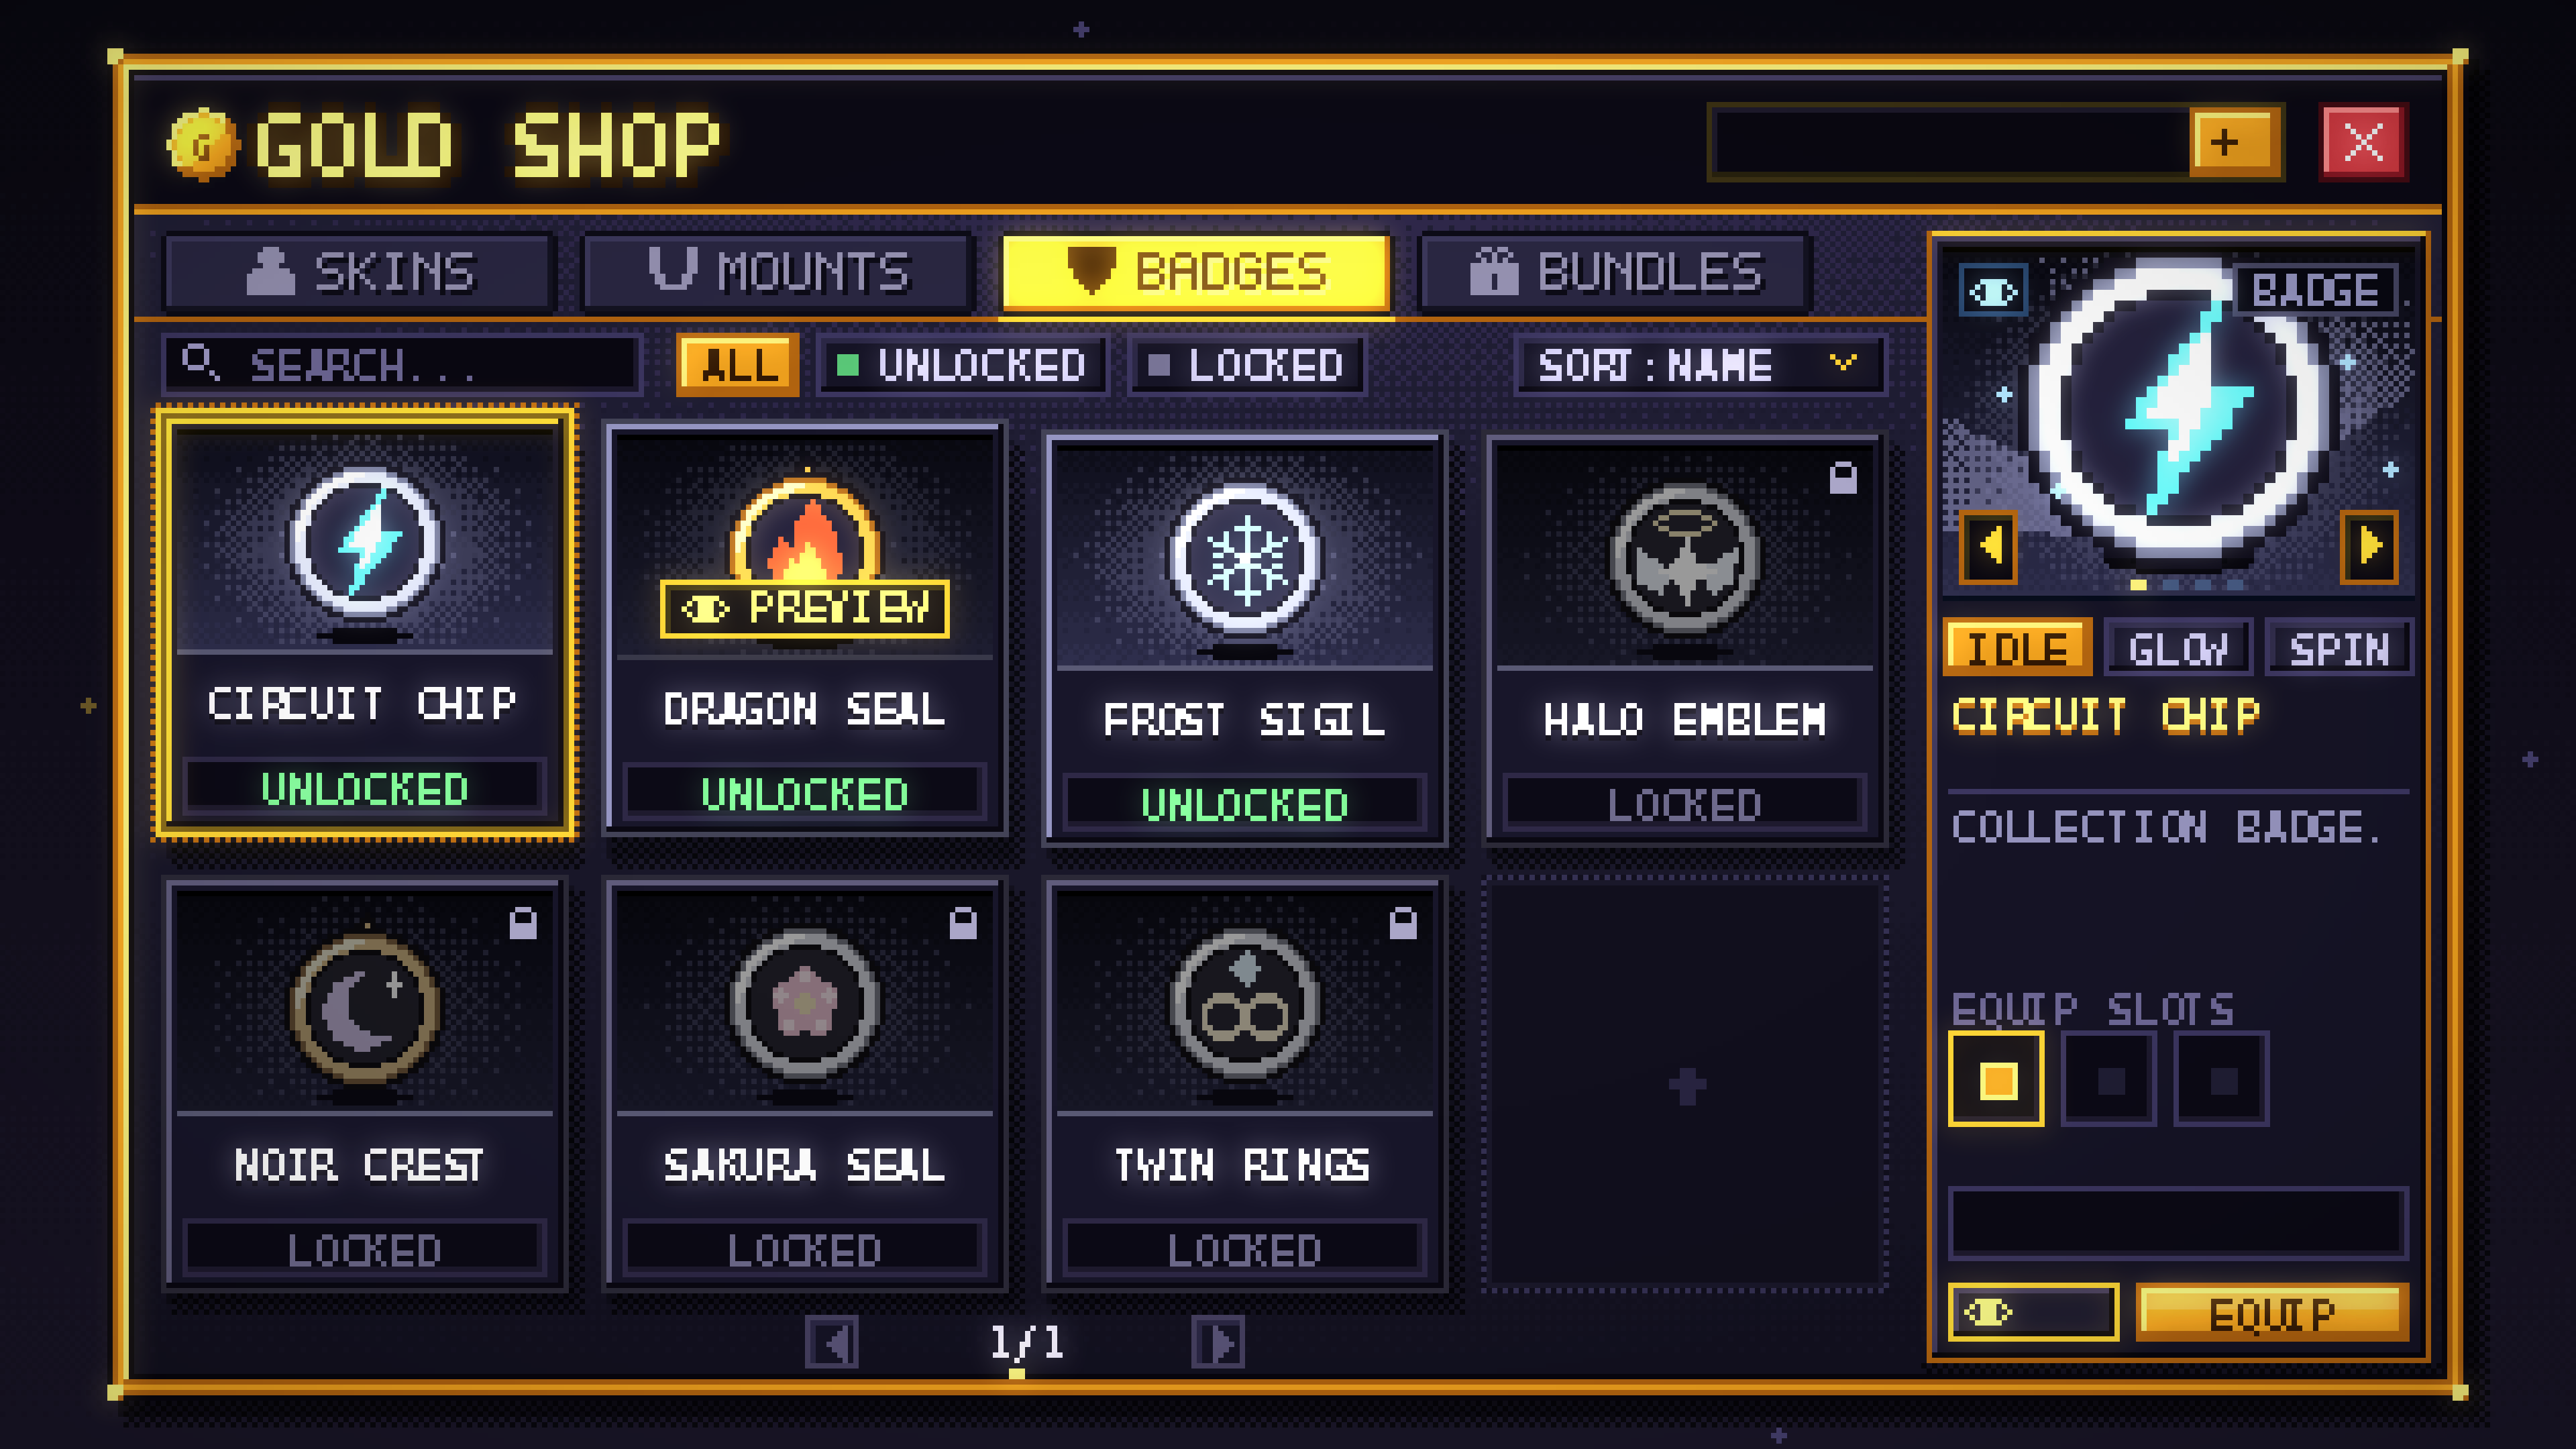 G GOLD SHOP +
SKINS MOUNTS BADGES BUNDLES
SEARCH... ALL UNLOCKED LOCKED SORT:NAME
BADGE
PREVIEW
IDLE GLOW SPIN
CIRCUIT CHIP DRAGON SEAL FROST SIGIL HALO EMBLEM
UNLOCKED UNLOCKED UNLOCKED LOCKED
NOIR CREST SAKURA SEAL TWIN RINGS
LOCKED LOCKED LOCKED
1/1
CIRCUIT CHIP
COLLECTION BADGE.
EQUIP SLOTS
EQUIP